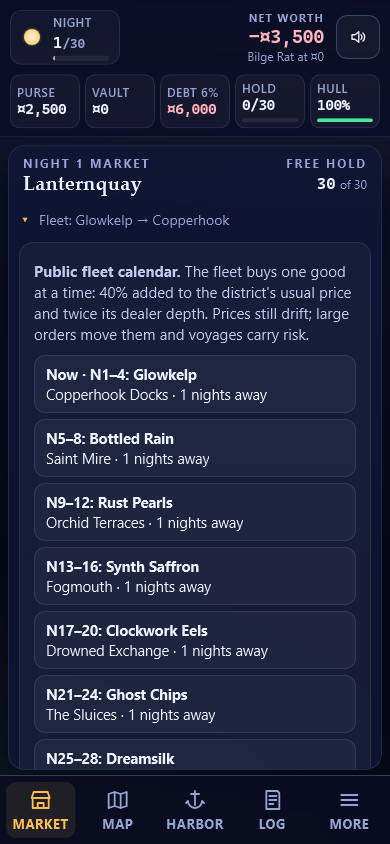 NIGHT
1/30
NET WORTH
−¤3,500
Bilge Rat at ¤0
PURSE
¤2,500
VAULT
¤0
DEBT 6%
¤6,000
HOLD
0/30
HULL
100%
NIGHT 1 MARKET
Lanternquay
FREE HOLD
30 of 30
▾ Fleet: Glowkelp → Copperhook
Public fleet calendar. The fleet buys one good
at a time: 40% added to the district's usual price
and twice its dealer depth. Prices still drift; large
orders move them and voyages carry risk.
Now · N1–4: Glowkelp
Copperhook Docks · 1 nights away
N5–8: Bottled Rain
Saint Mire · 1 nights away
N9–12: Rust Pearls
Orchid Terraces · 1 nights away
N13–16: Synth Saffron
Fogmouth · 1 nights away
N17–20: Clockwork Eels
Drowned Exchange · 1 nights away
N21–24: Ghost Chips
The Sluices · 1 nights away
N25–28: Dreamsilk
MARKET
MAP
HARBOR
LOG
MORE